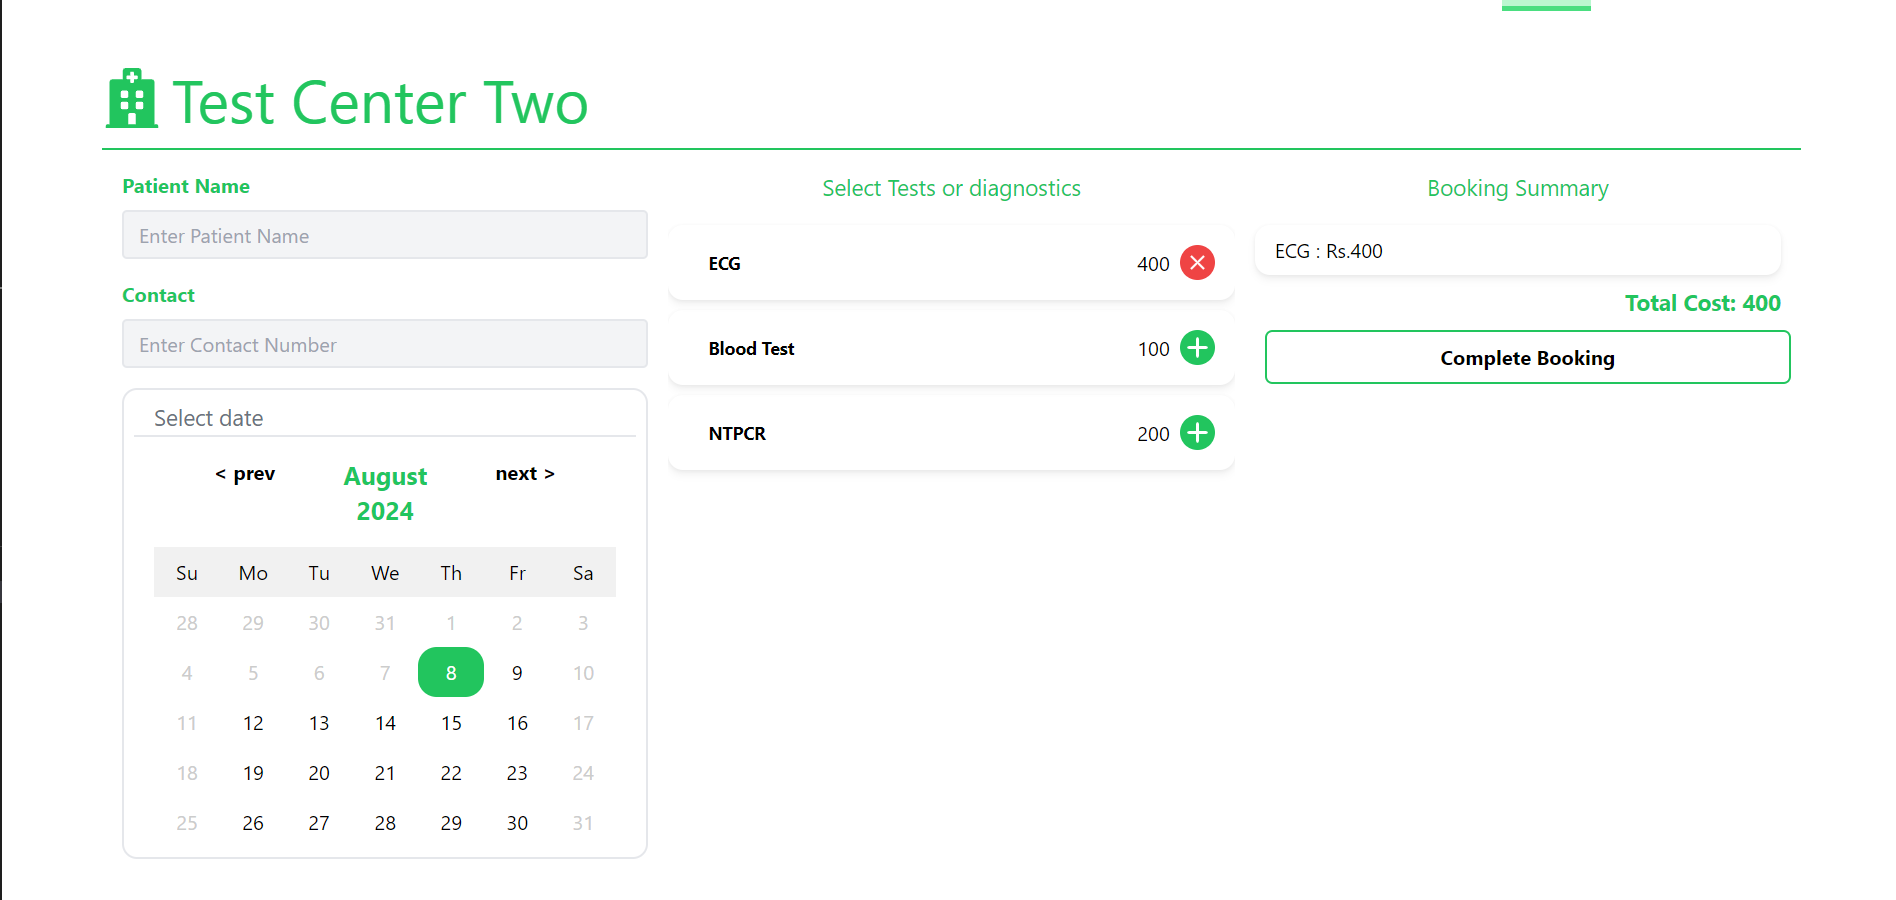 Test Center Two
Patient Name
Enter Patient Name
Contact
Enter Contact Number
Select date
< prev
August
2024
next >
Su Mo Tu We Th Fr Sa
28 29 30 31 1 2 3
4 5 6 7 8 9 10
11 12 13 14 15 16 17
18 19 20 21 22 23 24
25 26 27 28 29 30 31
Select Tests or diagnostics
ECG 400
Blood Test 100
NTPCR 200
Booking Summary
ECG : Rs.400
Total Cost: 400
Complete Booking